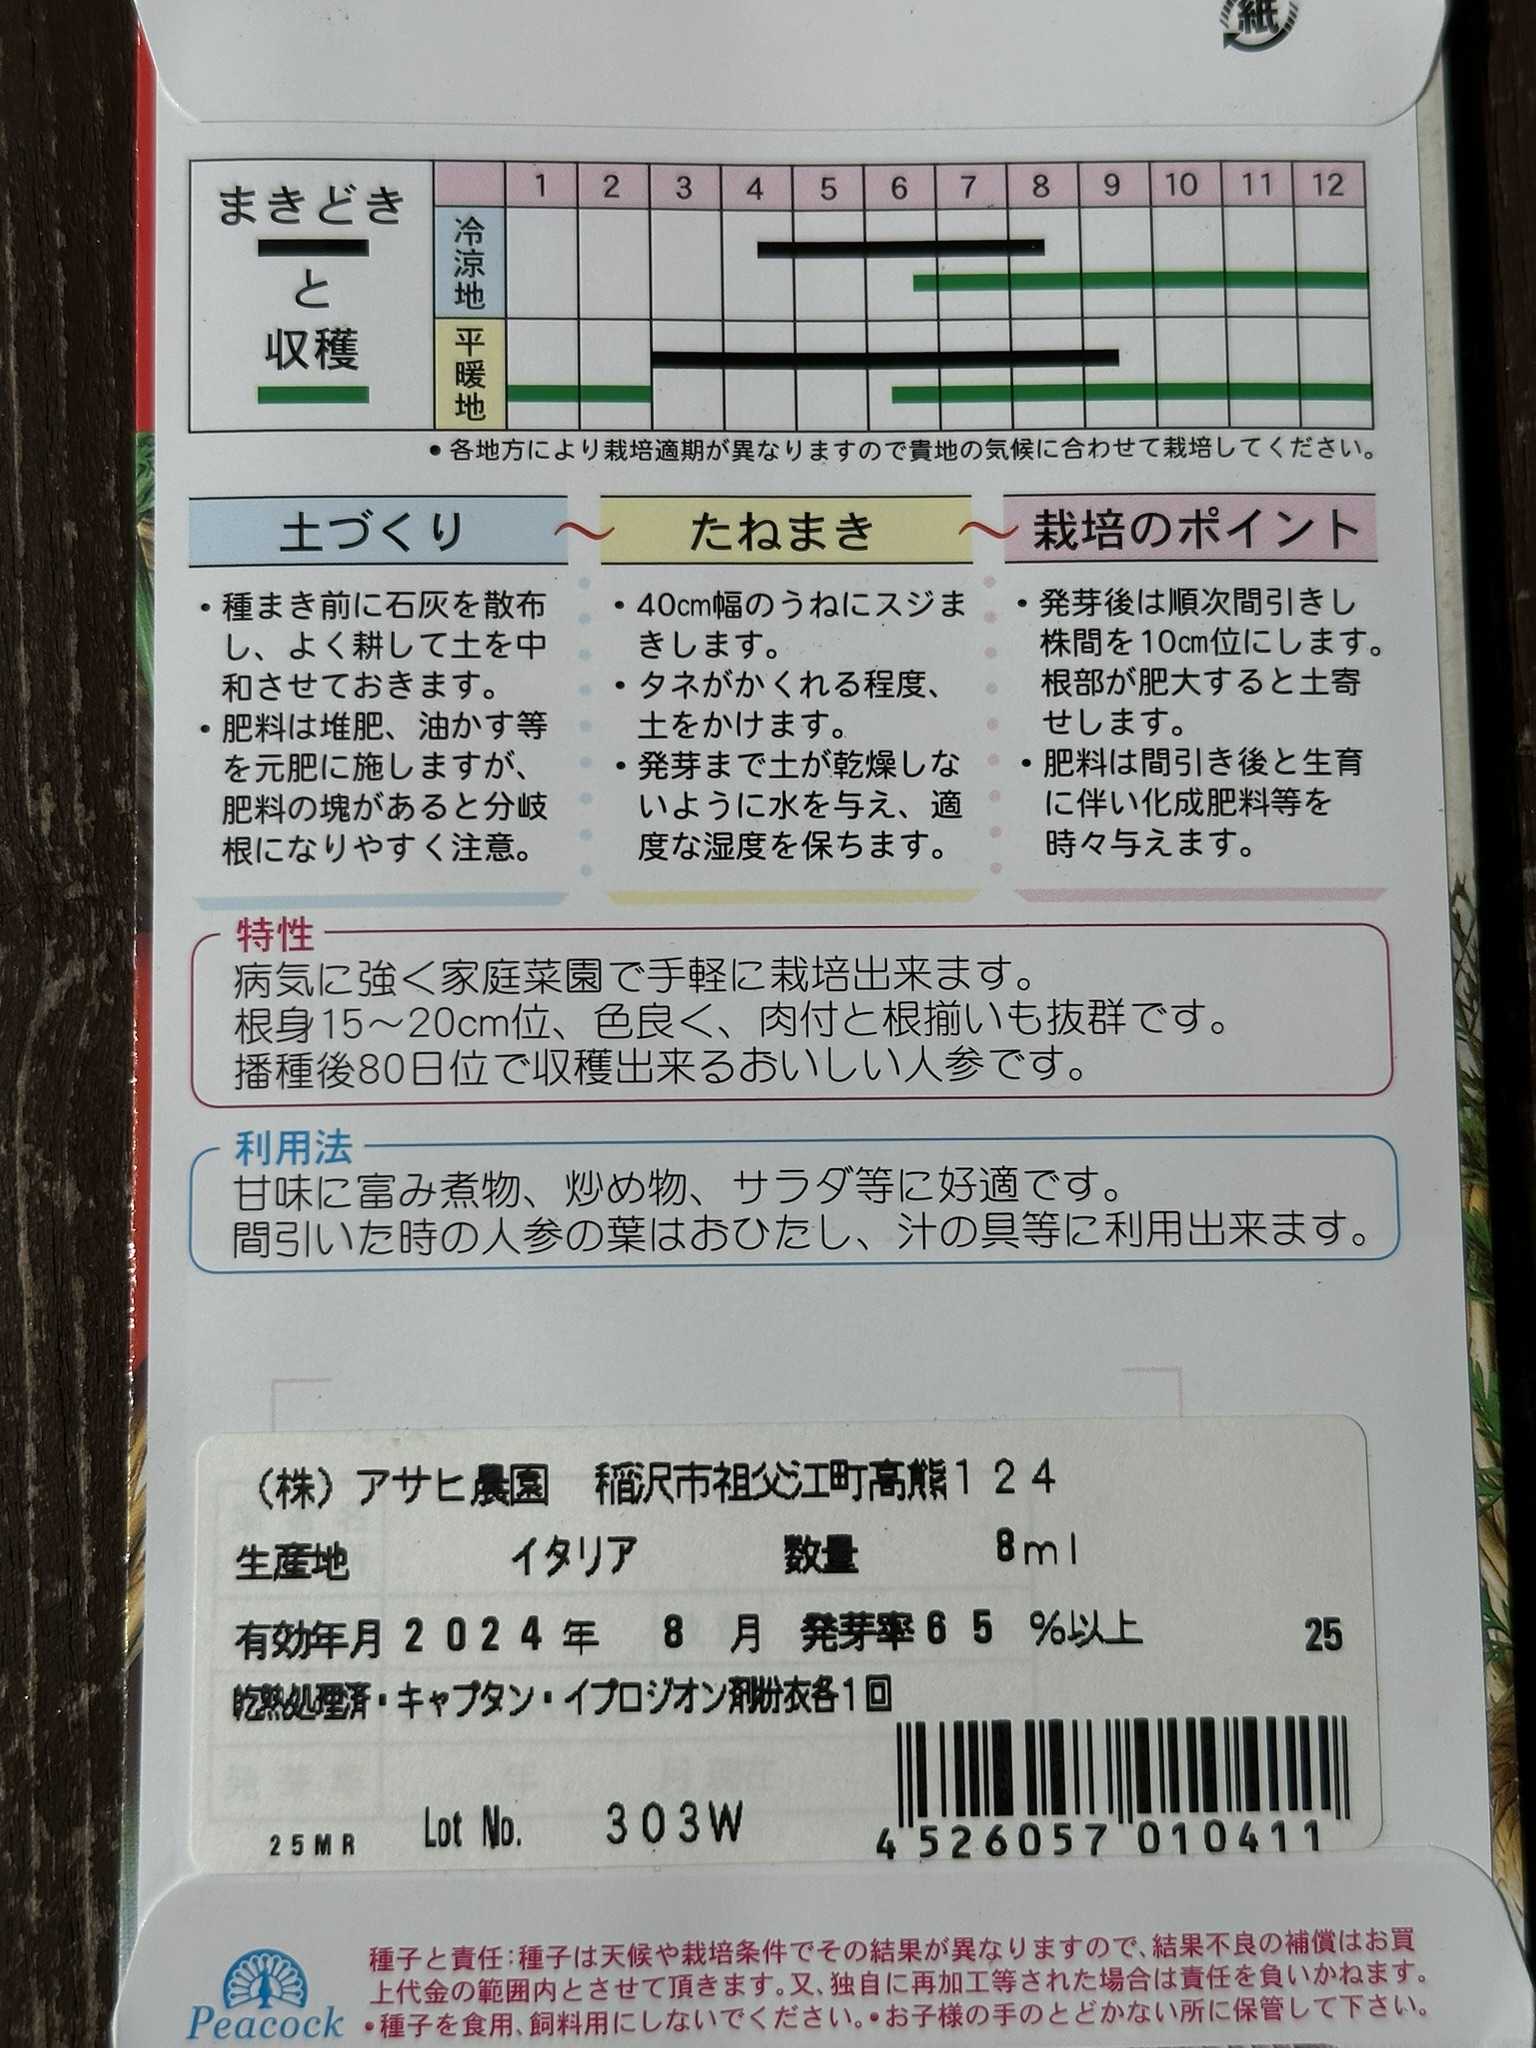 紙
まきどき
と
収穫
1 2 3 4 5 6 7 8 9 10 11 12
冷涼地
平暖地
•各地方により栽培適期が異なりますので貴地の気候に合わせて栽培してください。
土づくり～たねまき～栽培のポイント
•種まき前に石灰を散布
し、よく耕して土を中
和させておきます。
•肥料は堆肥、油かす等
を元肥に施しますが、
肥料の塊があると分岐
根になりやすく注意。
•40cm幅のうねにスジま
きします。
•タネがかくれる程度、
土をかけます。
•発芽まで土が乾燥しな
いように水を与え、適
度な湿度を保ちます。
•発芽後は順次間引きし
株間を10cm位にします。
根部が肥大すると土寄
せします。
•肥料は間引き後と生育
に伴い化成肥料等を
時々与えます。
特性
病気に強く家庭菜園で手軽に栽培出来ます。
根身15～20cm位、色良く、肉付と根揃いも抜群です。
播種後80日位で収穫出来るおいしい人参です。
利用法
甘味に富み煮物、炒め物、サラダ等に好適です。
間引いた時の人参の葉はおひたし、汁の具等に利用出来ます。
（株）アサヒ農園 稲沢市祖父江町高熊124
生産地 イタリア 数量 8ml
有効年月 2024年 8月 発芽率65%以上 25
乾熱処理済・キャプタン・イプロジオン剤粉衣各1回
25MR Lot No. 303W
4 526057 010411
Peacock
種子と責任：種子は天候や栽培条件でその結果が異なりますので、結果不良の補償はお買
上代金の範囲内とさせて頂きます。又、独自に再加工等された場合は責任を負いかねます。
•種子を食用、飼料用にしないでください。•お子様の手のとどかない所に保管して下さい。